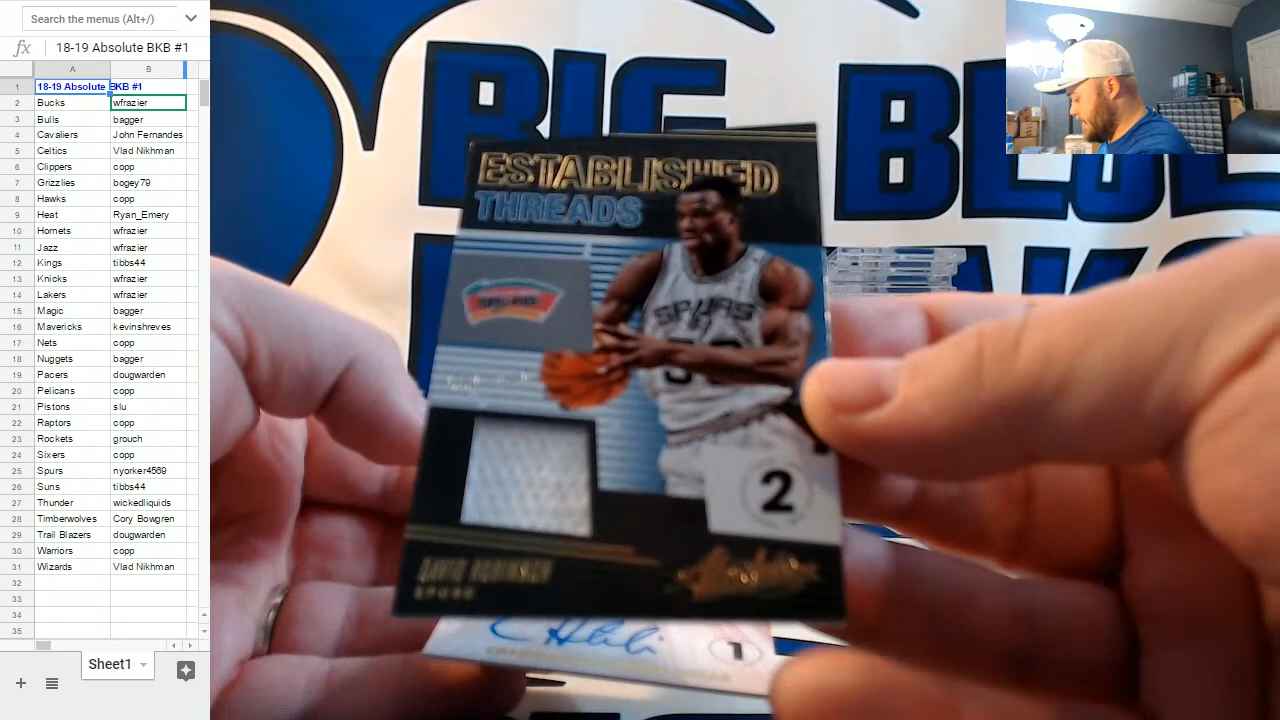 Search the menus (Alt+/)
fx 18-19 Absolute BKB #1
A B
1 18-19 Absolute BKB #1
2 Bucks wfrazier
3 Bulls bagger
4 Cavaliers John Fernandes
5 Celtics Vlad Nikhman
6 Clippers copp
7 Grizzlies bogey79
8 Hawks copp
9 Heat Ryan_Emery
10 Hornets wfrazier
11 Jazz wfrazier
12 Kings tibbs44
13 Knicks wfrazier
14 Lakers wfrazier
15 Magic bagger
16 Mavericks kevinshreves
17 Nets copp
18 Nuggets bagger
19 Pacers dougwarden
20 Pelicans copp
21 Pistons slu
22 Raptors copp
23 Rockets grouch
24 Sixers copp
25 Spurs nyorker4569
26 Suns tibbs44
27 Thunder wickedliquids
28 Timberwolves Cory Bowgren
29 Trail Blazers dougwarden
30 Warriors copp
31 Wizards Vlad Nikhman
32
33
34
35
Sheet1
BIG BLUE
ESTABLISHED
THREADS
SPURS
50
2
DAVID ROBINSON
SPURS
Absolute
1